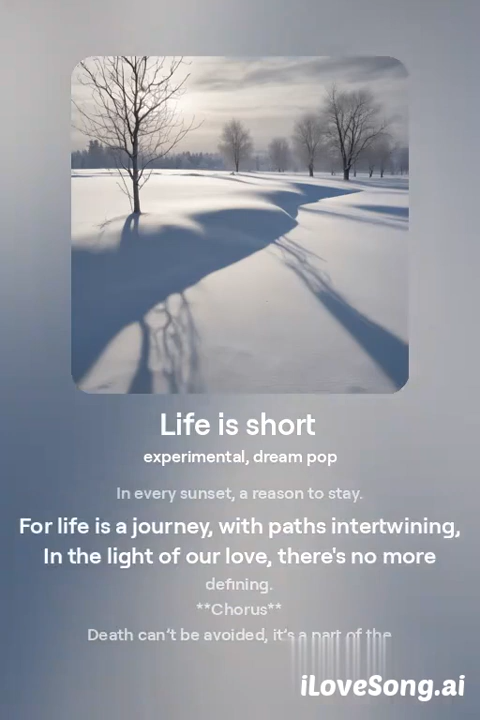 Life is short
experimental, dream pop
In every sunset, a reason to stay.
For life is a journey, with paths intertwining,
In the light of our love, there's no more
defining.
**Chorus**
Death can’t be avoided, it’s a part of the
iLoveSong.ai